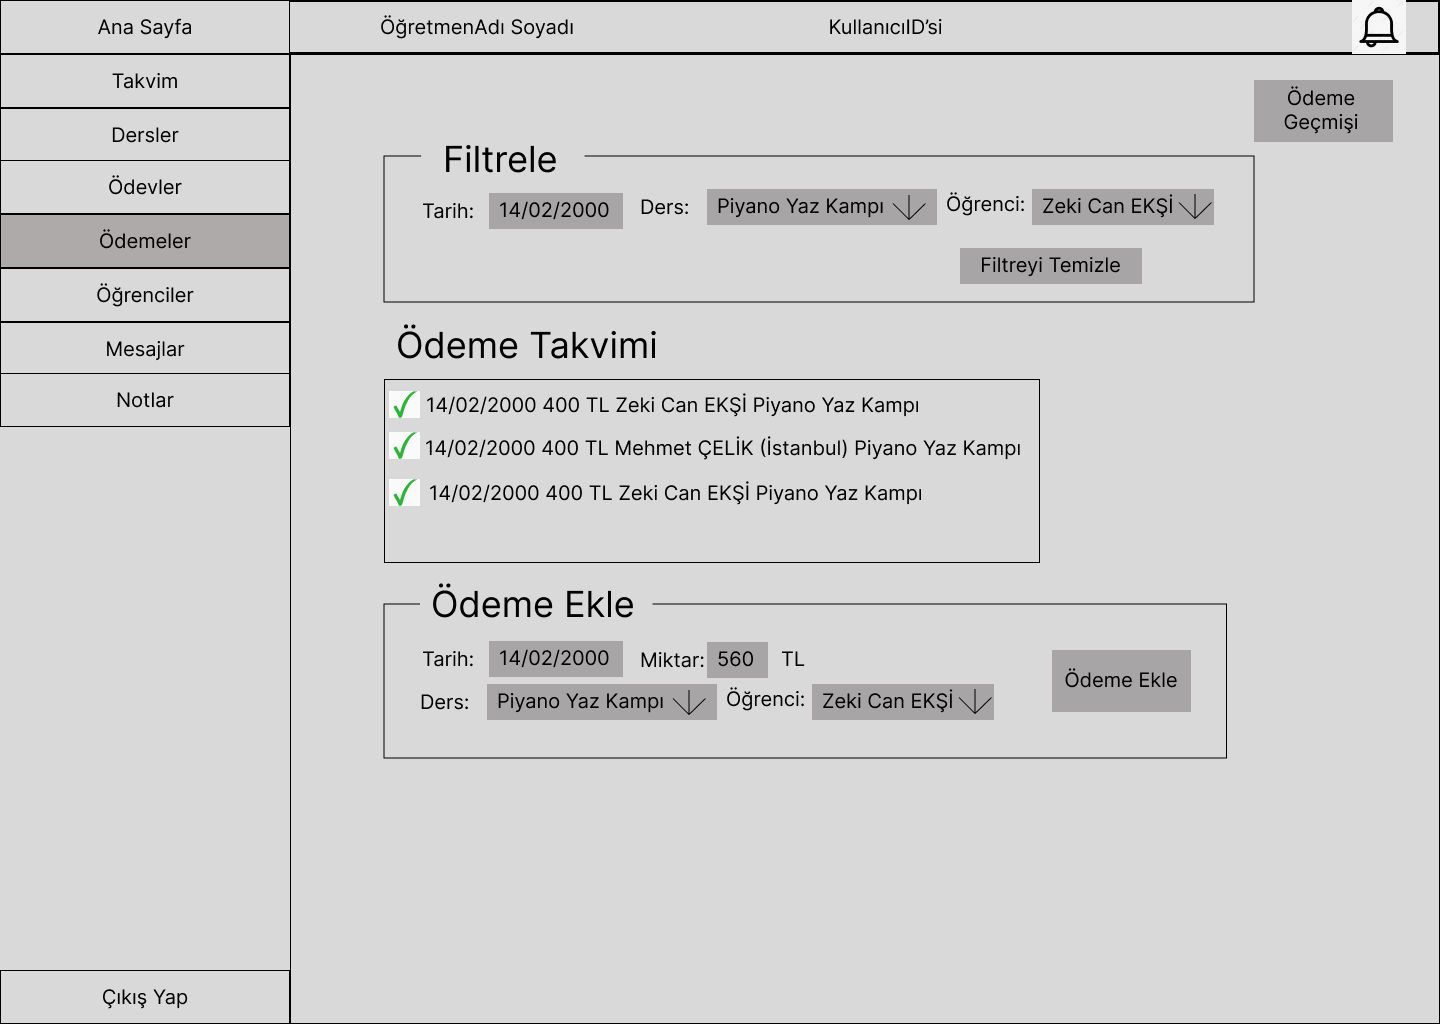 Ana Sayfa
ÖğretmenAdı Soyadı
KullanıcıID’si
Takvim
Dersler
Ödevler
Ödemeler
Öğrenciler
Mesajlar
Notlar
Çıkış Yap
Ödeme
Geçmişi
Filtrele
Tarih: 14/02/2000 Ders: Piyano Yaz Kampı Öğrenci: Zeki Can EKŞİ
Filtreyi Temizle
Ödeme Takvimi
14/02/2000 400 TL Zeki Can EKŞİ Piyano Yaz Kampı
14/02/2000 400 TL Mehmet ÇELİK (İstanbul) Piyano Yaz Kampı
14/02/2000 400 TL Zeki Can EKŞİ Piyano Yaz Kampı
Ödeme Ekle
Tarih: 14/02/2000 Miktar: 560 TL
Ders: Piyano Yaz Kampı Öğrenci: Zeki Can EKŞİ
Ödeme Ekle